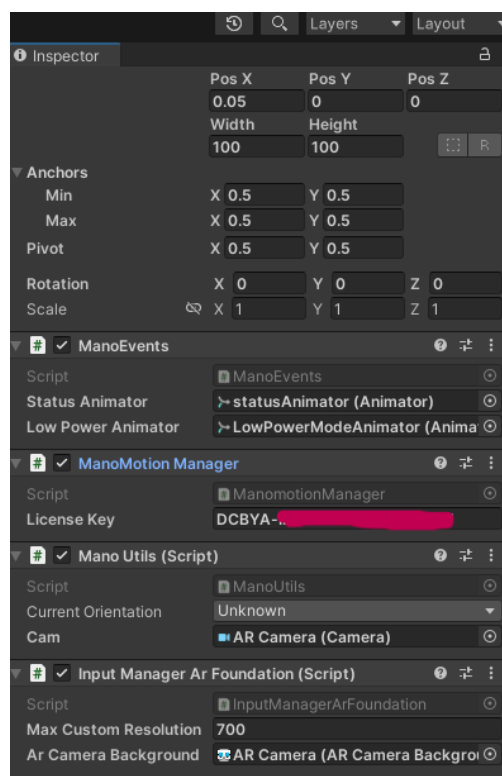 Layers Layout
Inspector
Pos X Pos Y Pos Z
0.05 0 0
Width Height
100 100 R
Anchors
Min X 0.5 Y 0.5
Max X 0.5 Y 0.5
Pivot X 0.5 Y 0.5
Rotation X 0 Y 0 Z 0
Scale X 1 Y 1 Z 1
# ManoEvents
Script ManoEvents
Status Animator statusAnimator (Animator)
Low Power Animator LowPowerModeAnimator (Anima
# ManoMotion Manager
Script ManomotionManager
License Key DCBYA-
# Mano Utils (Script)
Script ManoUtils
Current Orientation Unknown
Cam AR Camera (Camera)
# Input Manager Ar Foundation (Script)
Script InputManagerArFoundation
Max Custom Resolution 700
Ar Camera Background AR Camera (AR Camera Backgro